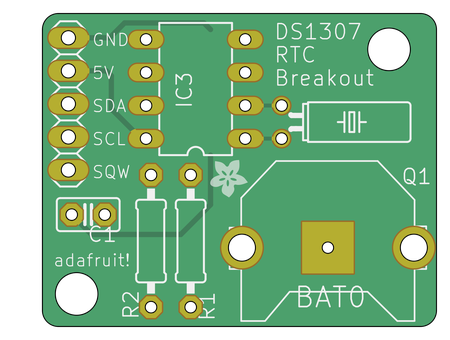 DS1307
RTC
Breakout
GND
5V
SDA
SCL
SQW
IC3
Q1
C1
adafruit!
R2
R1
BAT0